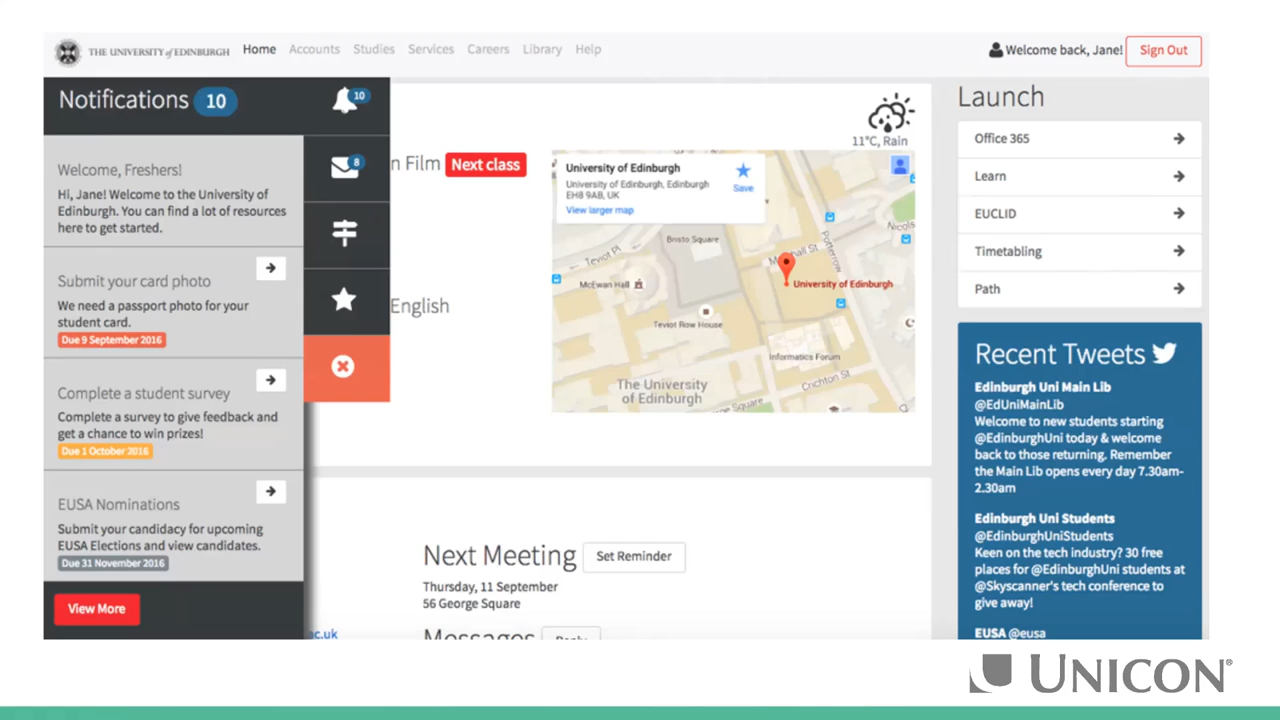 THE UNIVERSITY of EDINBURGH
Home
Accounts
Studies
Services
Careers
Library
Help
Welcome back, Jane!
Sign Out
Notifications 10
10
8
Welcome, Freshers!
Hi, Jane! Welcome to the University of
Edinburgh. You can find a lot of resources
here to get started.
Submit your card photo
We need a passport photo for your
student card.
Due 9 September 2016
Complete a student survey
Complete a survey to give feedback and
get a chance to win prizes!
Due 1 October 2016
EUSA Nominations
Submit your candidacy for upcoming
EUSA Elections and view candidates.
Due 31 November 2016
View More
n Film
Next class
English
11°C, Rain
University of Edinburgh
University of Edinburgh, Edinburgh
EH8 9AB, UK
View larger map
Save
Bristo Square
Teviot Pl
McEwan Hall
Teviot Row House
Potterrow
University of Edinburgh
Informatics Forum
Crichton St
The University
of Edinburgh
Square
Next Meeting
Set Reminder
Thursday, 11 September
56 George Square
Messages
Reply
ac.uk
Launch
Office 365
Learn
EUCLID
Timetabling
Path
Recent Tweets
Edinburgh Uni Main Lib
@EdUniMainLib
Welcome to new students starting
@EdinburghUni today & welcome
back to those returning. Remember
the Main Lib opens every day 7.30am-
2.30am
Edinburgh Uni Students
@EdinburghUniStudents
Keen on the tech industry? 30 free
places for @EdinburghUni students at
@Skyscanner's tech conference to
give away!
EUSA @eusa
UNICON®